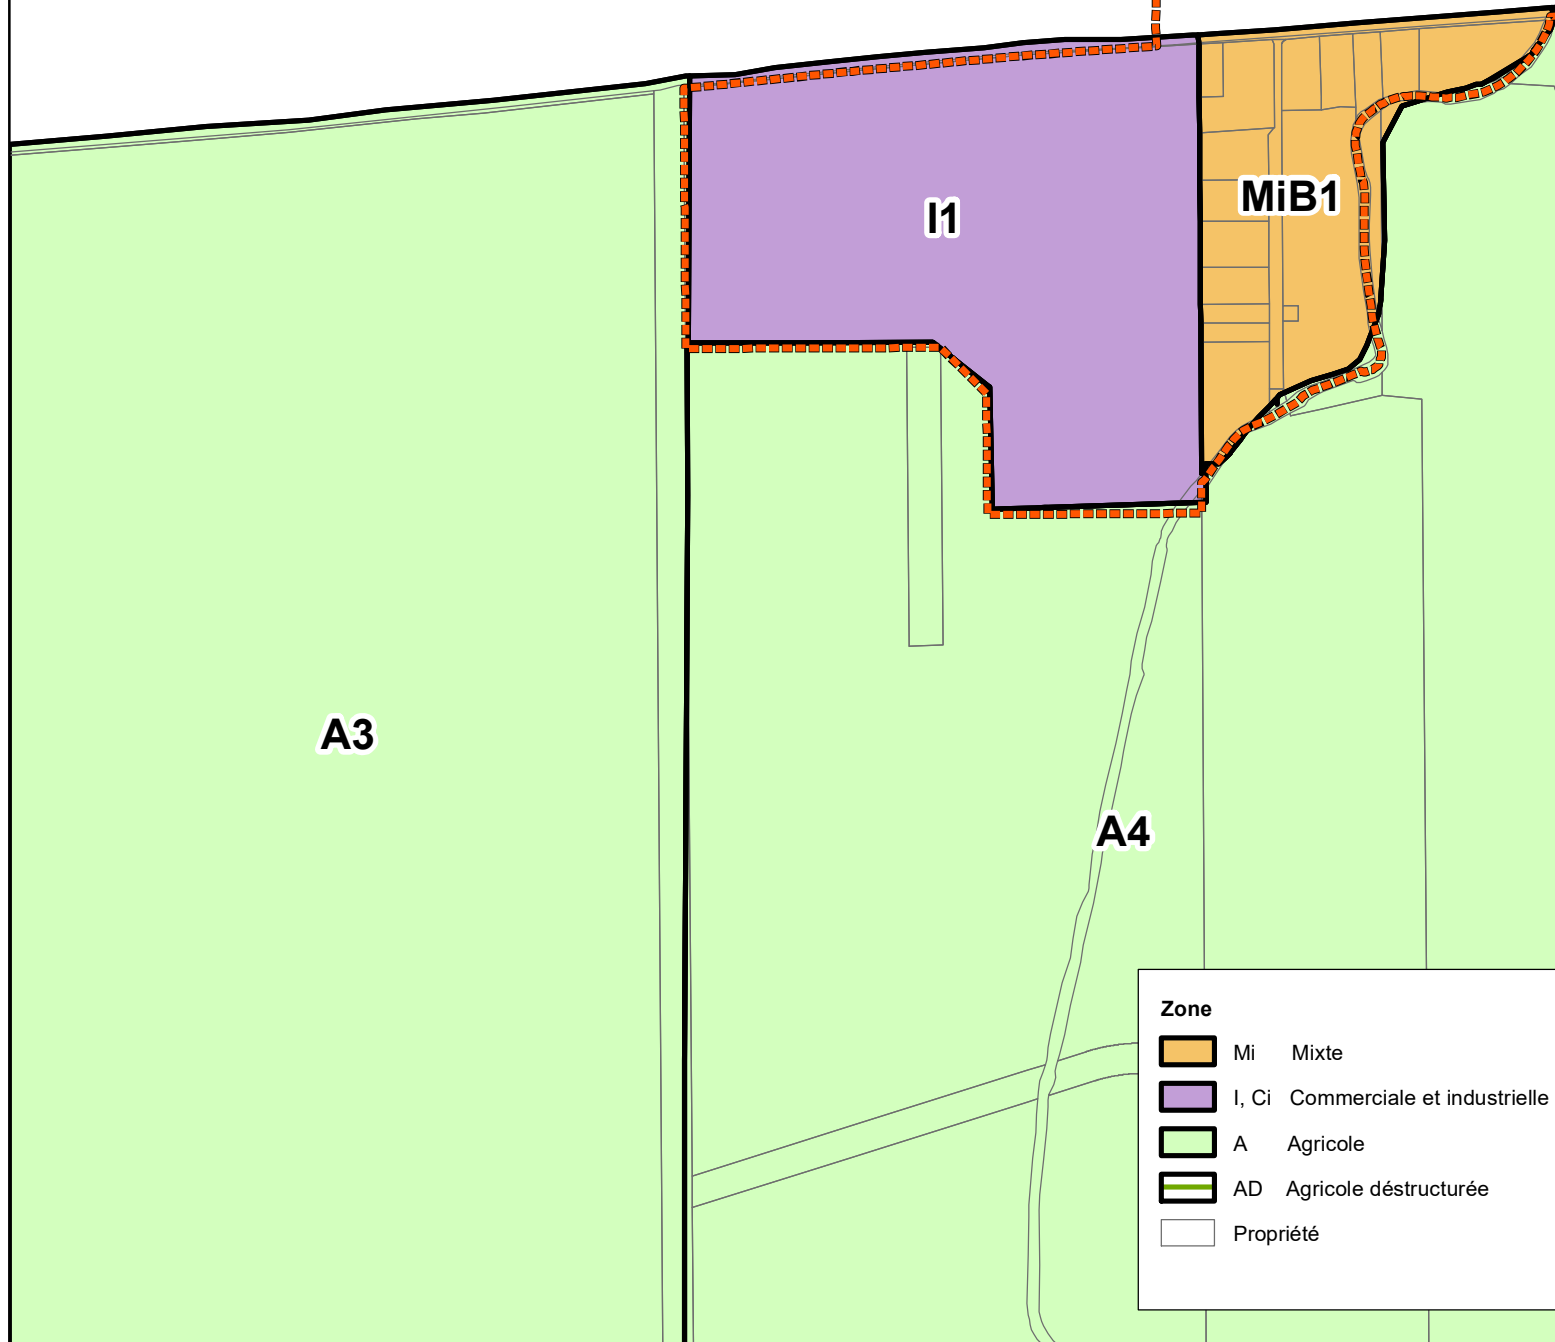 MiB1
I1
A3
A4
Zone
Mi Mixte
I, Ci Commerciale et industrielle
A Agricole
AD Agricole déstructurée
Propriété